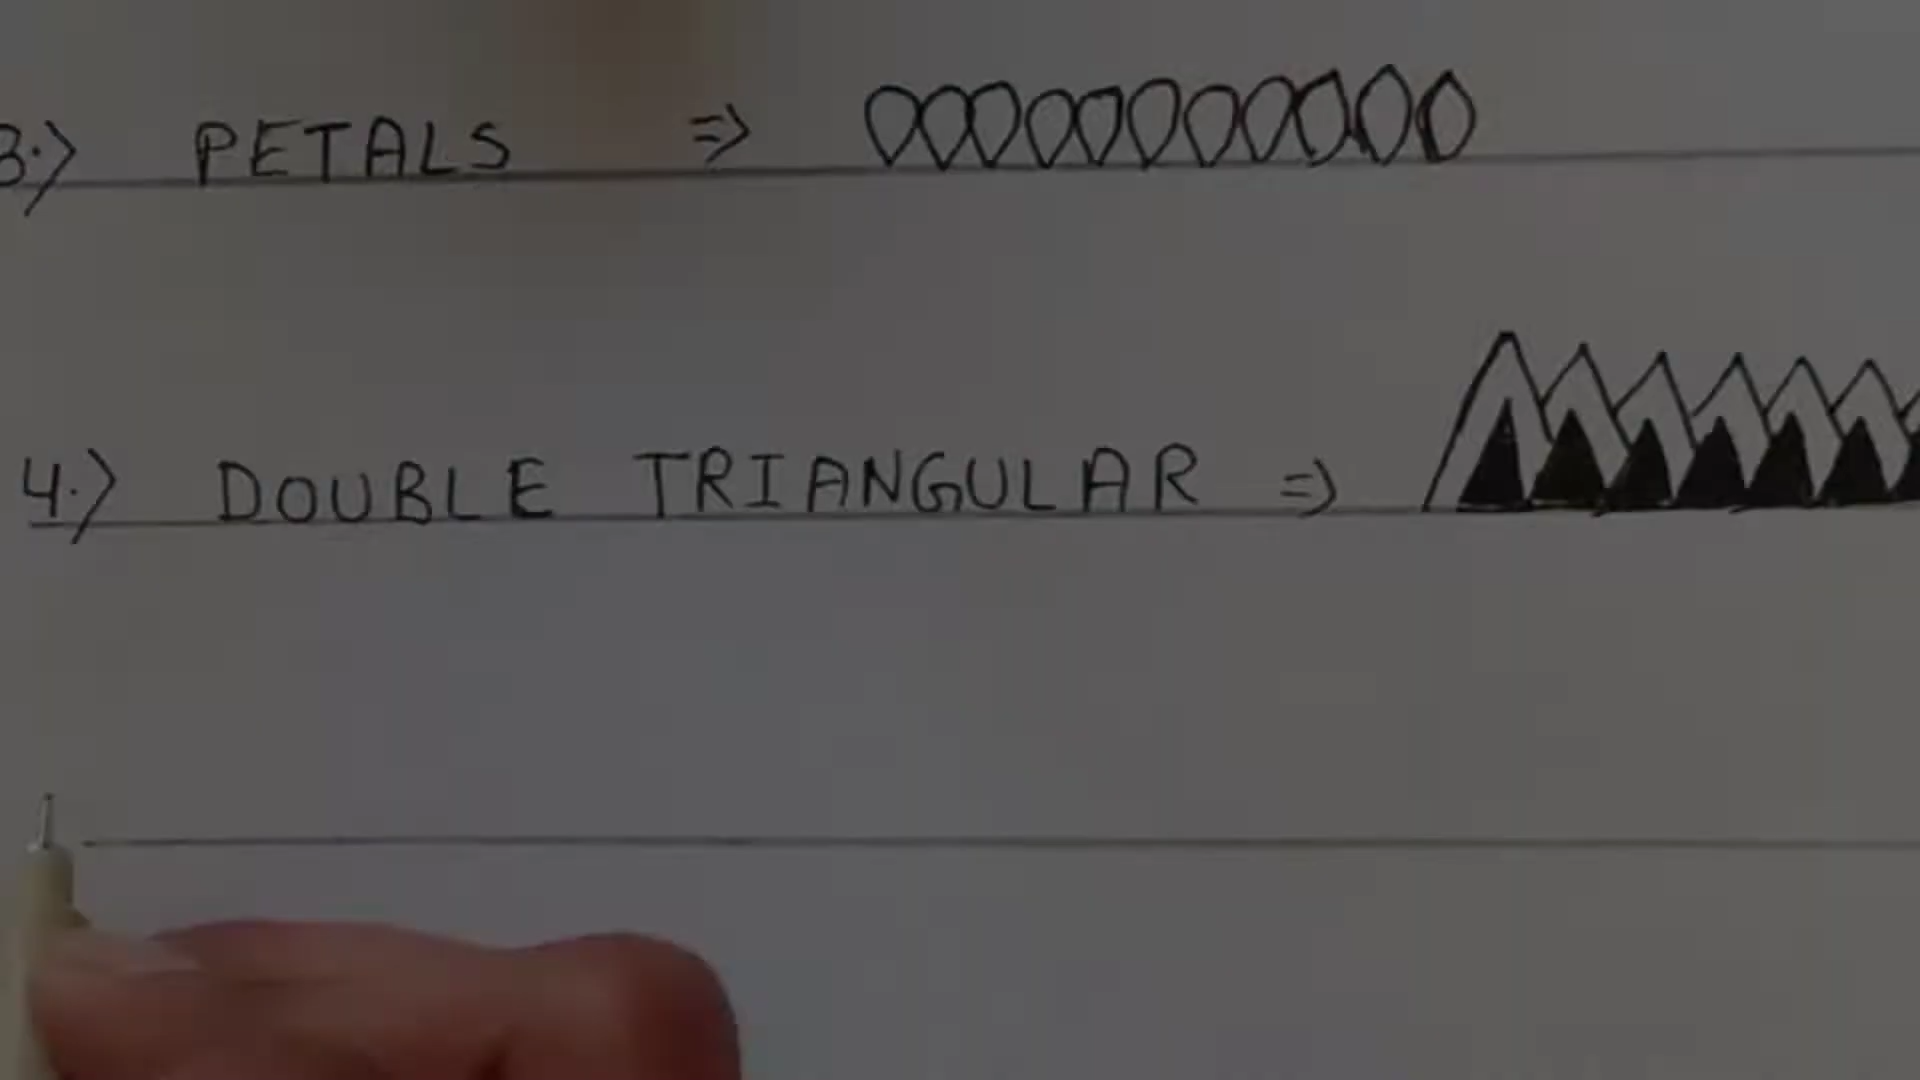 3.) PETALS =>
4.) DOUBLE TRIANGULAR =>